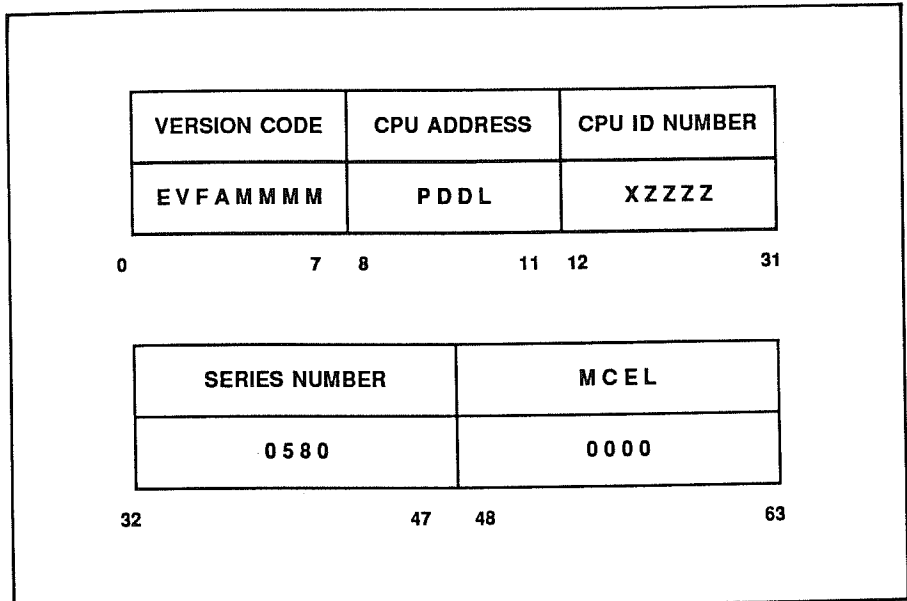 VERSION CODE CPU ADDRESS CPU ID NUMBER
EVFAMMMM PDDL XZZZZ
0 7 8 11 12 31
SERIES NUMBER MCEL
0580 0000
32 47 48 63